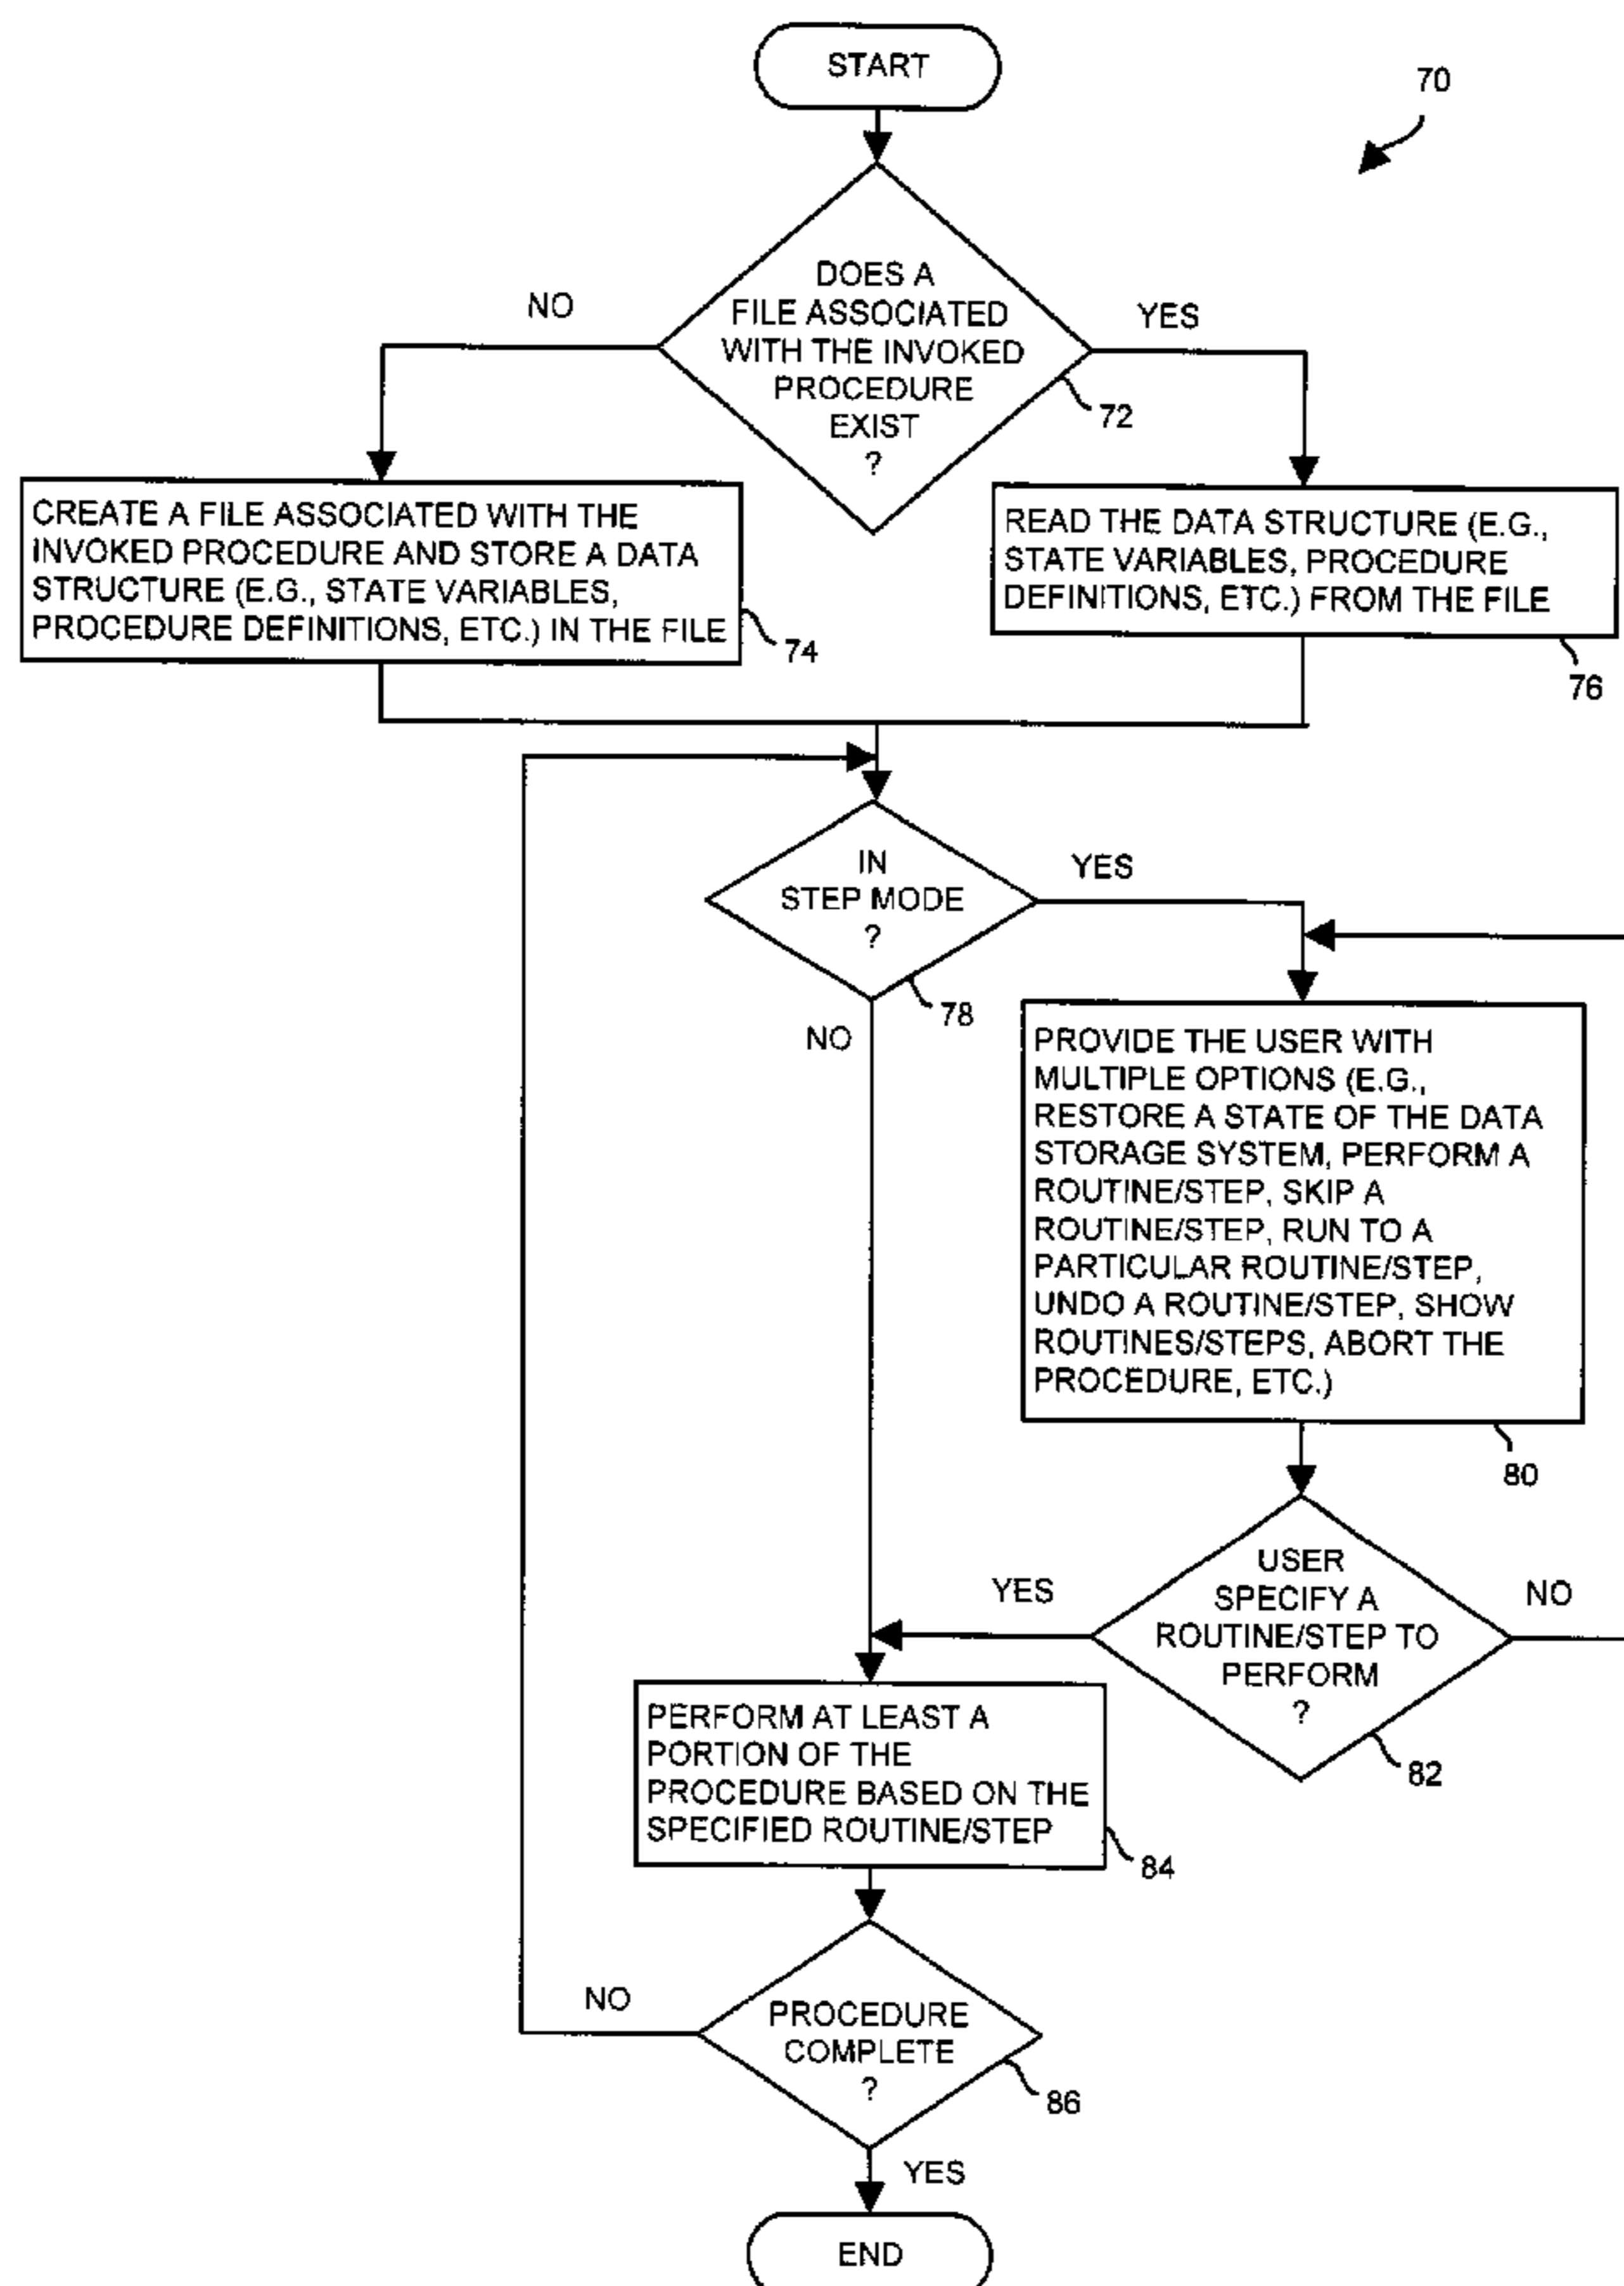 START
70
DOES A
FILE ASSOCIATED
WITH THE INVOKED
PROCEDURE
EXIST
?
NO
YES
72
CREATE A FILE ASSOCIATED WITH THE
INVOKED PROCEDURE AND STORE A DATA
STRUCTURE (E.G., STATE VARIABLES,
PROCEDURE DEFINITIONS, ETC.) IN THE FILE
74
READ THE DATA STRUCTURE (E.G.,
STATE VARIABLES, PROCEDURE
DEFINITIONS, ETC.) FROM THE FILE
76
IN
STEP MODE
?
YES
78
NO
PROVIDE THE USER WITH
MULTIPLE OPTIONS (E.G.,
RESTORE A STATE OF THE DATA
STORAGE SYSTEM, PERFORM A
ROUTINE/STEP, SKIP A
ROUTINE/STEP, RUN TO A
PARTICULAR ROUTINE/STEP,
UNDO A ROUTINE/STEP, SHOW
ROUTINES/STEPS, ABORT THE
PROCEDURE, ETC.)
80
USER
SPECIFY A
ROUTINE/STEP TO
PERFORM
?
YES
NO
82
PERFORM AT LEAST A
PORTION OF THE
PROCEDURE BASED ON THE
SPECIFIED ROUTINE/STEP
84
PROCEDURE
COMPLETE
?
NO
86
YES
END